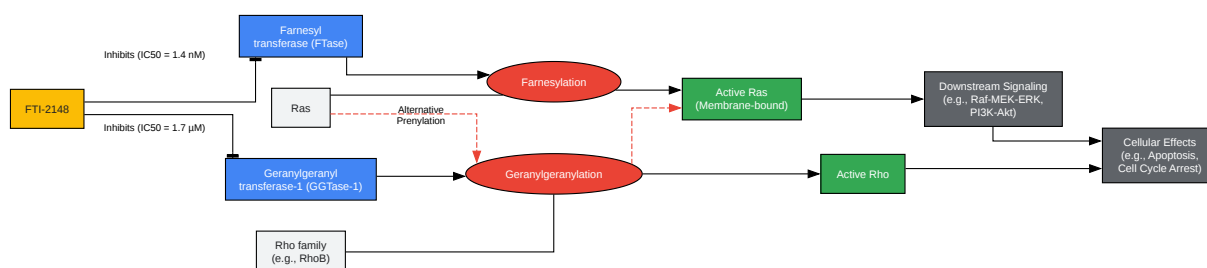 Farnesyl
transferase (FTase)
Inhibits (IC50 = 1.4 nM)
Farnesylation
FTI-2148
Ras
Alternative
Prenylation
Active Ras
(Membrane-bound)
Downstream Signaling
(e.g., Raf-MEK-ERK,
PI3K-Akt)
Inhibits (IC50 = 1.7 µM)
Cellular Effects
(e.g., Apoptosis,
Cell Cycle Arrest)
Geranylgeranyl
transferase-1 (GGTase-1)
Geranylgeranylation
Active Rho
Rho family
(e.g., RhoB)